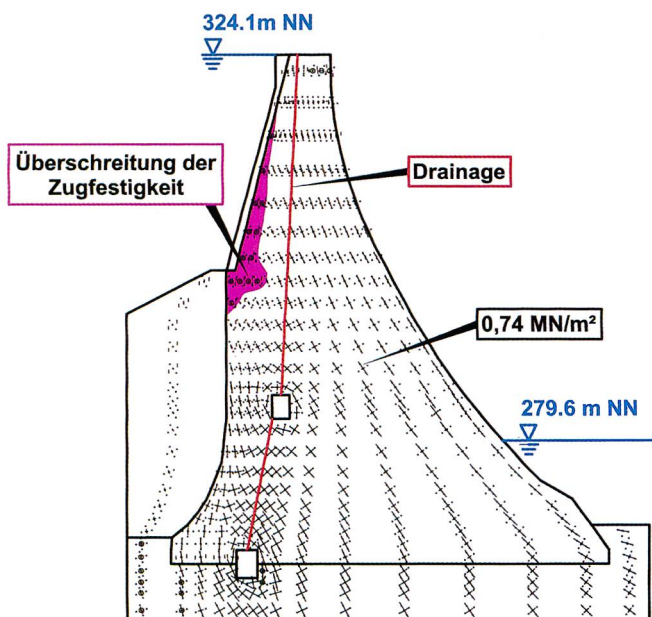 324.1m NN
Überschreitung der
Zugfestigkeit
Drainage
0,74 MN/m²
279.6 m NN